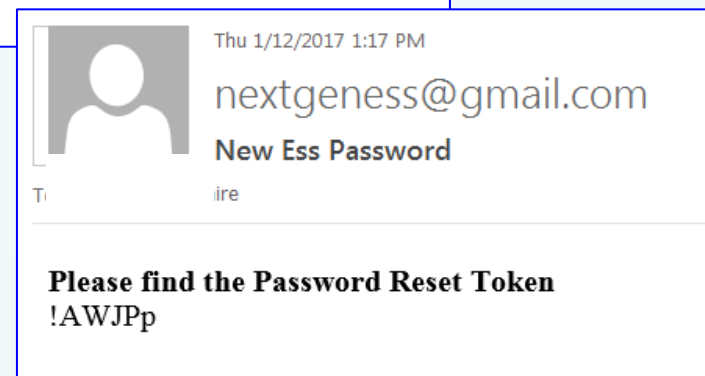 Thu 1/12/2017 1:17 PM
nextgeness@gmail.com
New Ess Password
Please find the Password Reset Token
!AWJPp